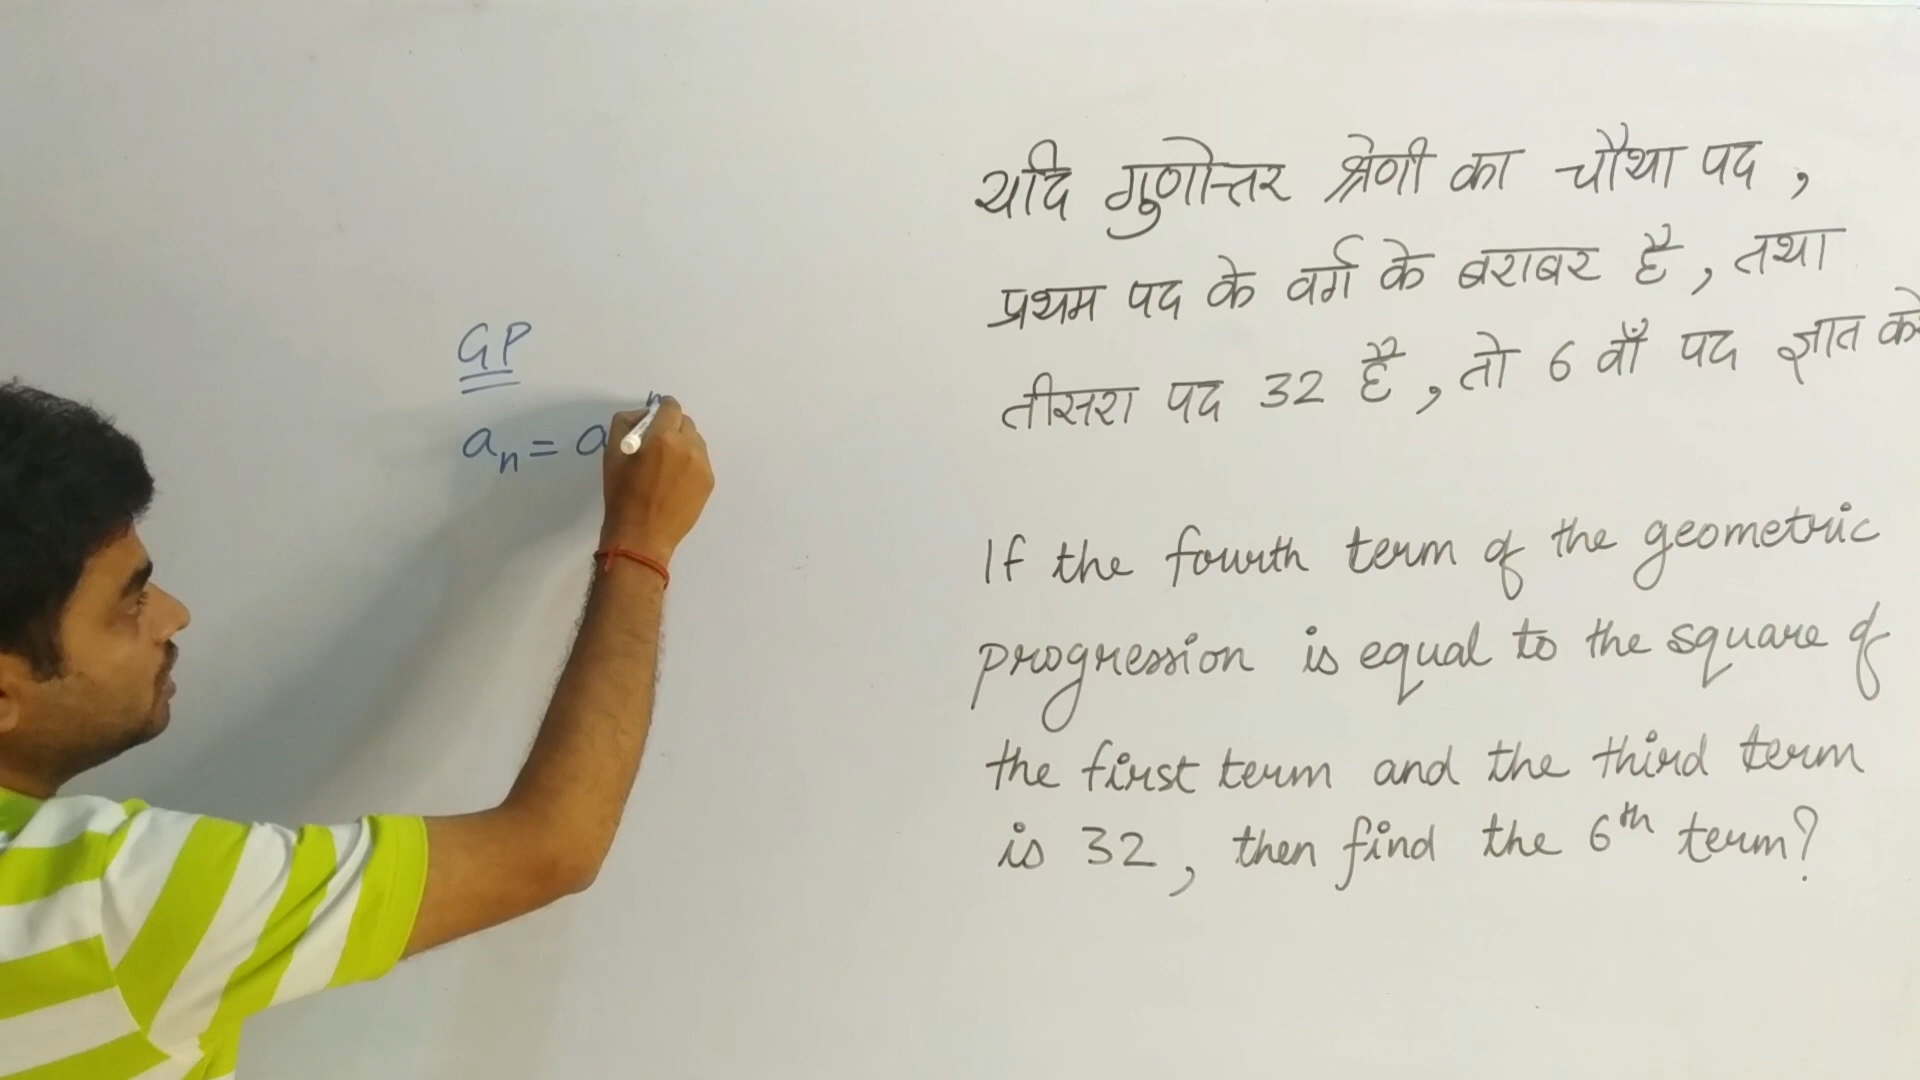 GP
aₙ = a
यदि गुणोत्तर श्रेणी का चौथा पद ,
प्रथम पद के वर्ग के बराबर है , तथा
तीसरा पद 32 है , तो 6 वाँ पद ज्ञात
If the fourth term of the geometric
progression is equal to the square of
the first term and the third term
is 32 , then find the 6th term?